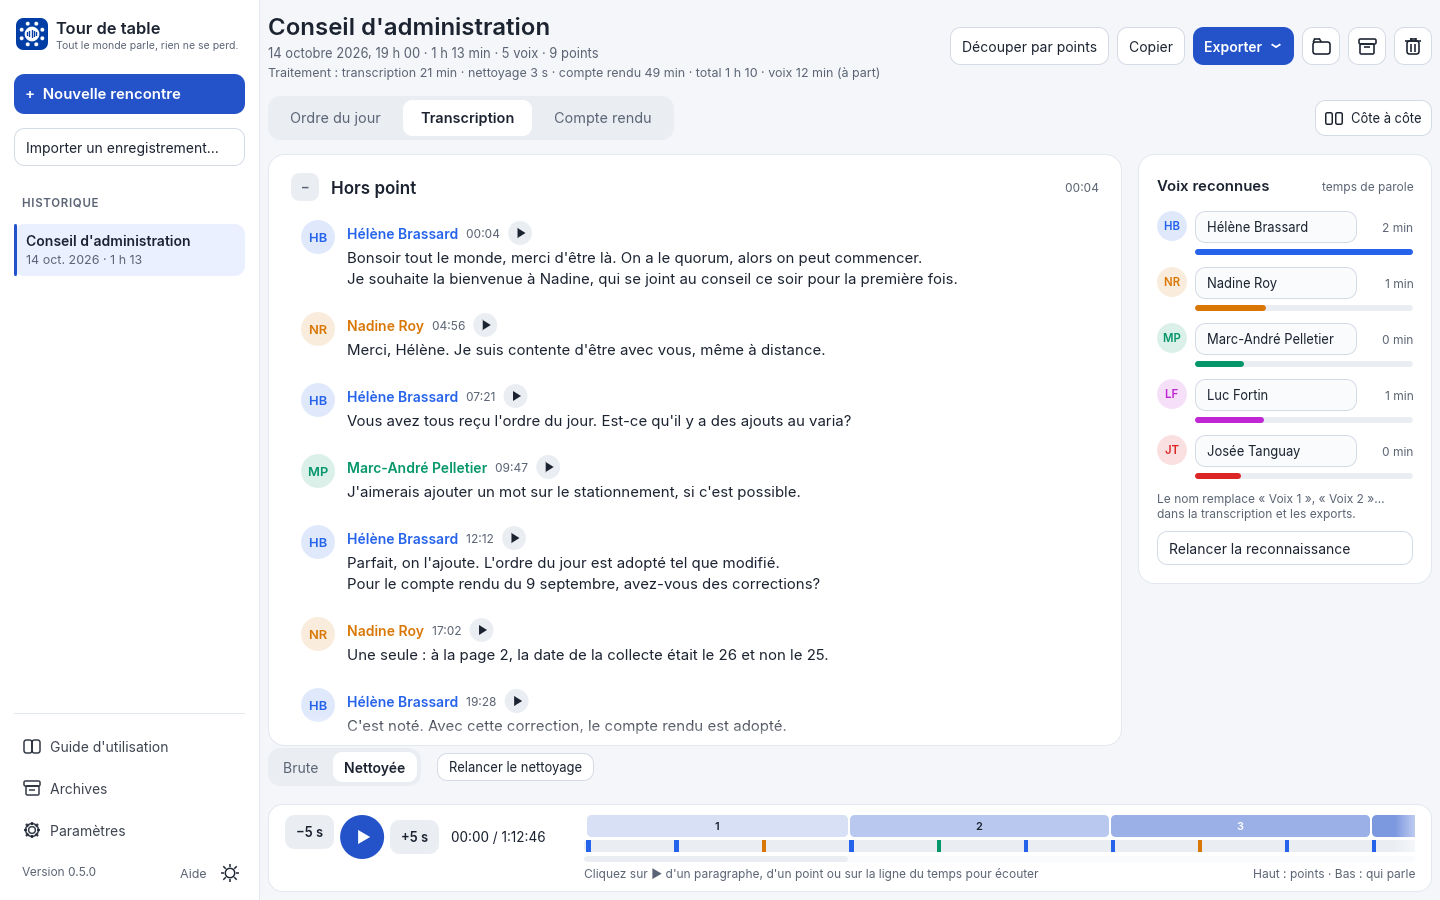 Tour de table
Tout le monde parle, rien ne se perd.
+ Nouvelle rencontre
Importer un enregistrement...
HISTORIQUE
Conseil d'administration
14 oct. 2026 · 1 h 13
Guide d'utilisation
Archives
Paramètres
Version 0.5.0
Aide
Conseil d'administration
14 octobre 2026, 19 h 00 · 1 h 13 min · 5 voix · 9 points
Traitement : transcription 21 min · nettoyage 3 s · compte rendu 49 min · total 1 h 10 · voix 12 min (à part)
Découper par points
Copier
Exporter
Ordre du jour
Transcription
Compte rendu
Côte à côte
– Hors point 00:04
HB Hélène Brassard 00:04
Bonsoir tout le monde, merci d'être là. On a le quorum, alors on peut commencer.
Je souhaite la bienvenue à Nadine, qui se joint au conseil ce soir pour la première fois.
NR Nadine Roy 04:56
Merci, Hélène. Je suis contente d'être avec vous, même à distance.
HB Hélène Brassard 07:21
Vous avez tous reçu l'ordre du jour. Est-ce qu'il y a des ajouts au varia?
MP Marc-André Pelletier 09:47
J'aimerais ajouter un mot sur le stationnement, si c'est possible.
HB Hélène Brassard 12:12
Parfait, on l'ajoute. L'ordre du jour est adopté tel que modifié.
Pour le compte rendu du 9 septembre, avez-vous des corrections?
NR Nadine Roy 17:02
Une seule : à la page 2, la date de la collecte était le 26 et non le 25.
HB Hélène Brassard 19:28
C'est noté. Avec cette correction, le compte rendu est adopté.
Voix reconnues temps de parole
HB Hélène Brassard 2 min
NR Nadine Roy 1 min
MP Marc-André Pelletier 0 min
LF Luc Fortin 1 min
JT Josée Tanguay 0 min
Le nom remplace « Voix 1 », « Voix 2 »...
dans la transcription et les exports.
Relancer la reconnaissance
Brute
Nettoyée
Relancer le nettoyage
−5 s
+5 s
00:00 / 1:12:46
1 2 3
Cliquez sur ▶ d'un paragraphe, d'un point ou sur la ligne du temps pour écouter
Haut : points · Bas : qui parle